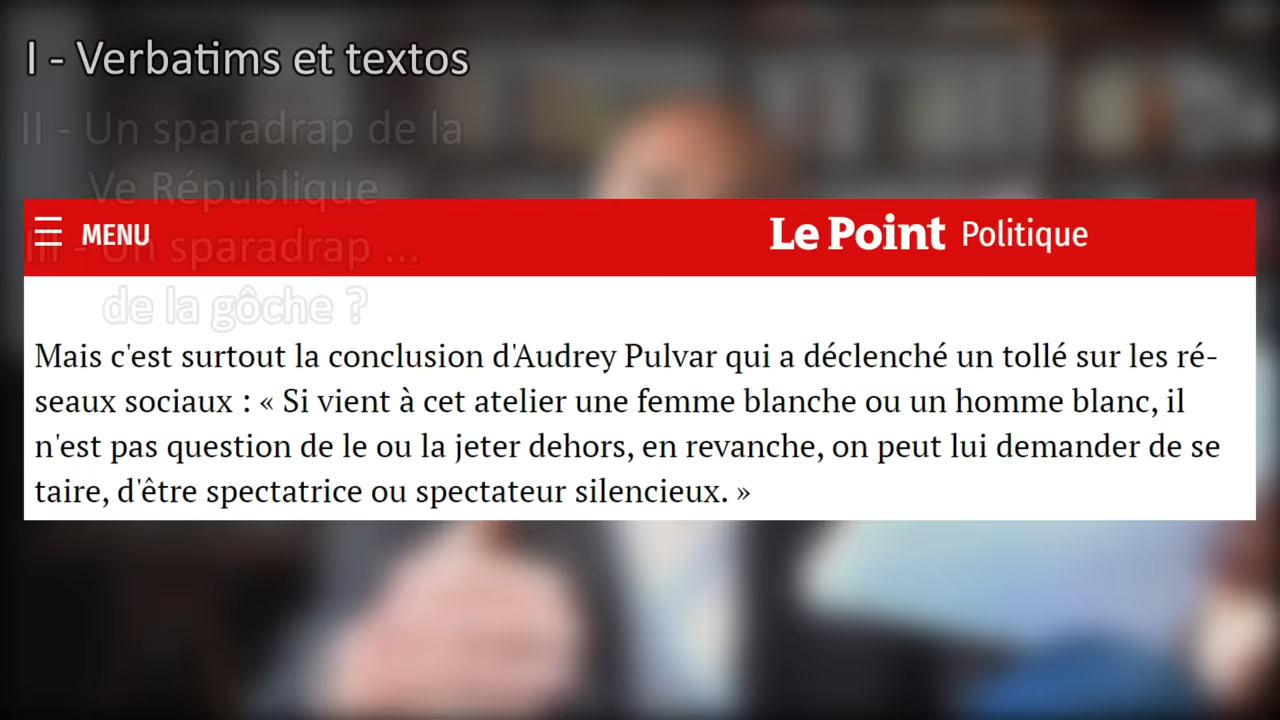 I - Verbatims et textos
II - Un sparadrap de la
Ve République
III - Un sparadrap ...
de la gôche ?
MENU
Le Point Politique
Mais c'est surtout la conclusion d'Audrey Pulvar qui a déclenché un tollé sur les ré-
seaux sociaux : « Si vient à cet atelier une femme blanche ou un homme blanc, il
n'est pas question de le ou la jeter dehors, en revanche, on peut lui demander de se
taire, d'être spectatrice ou spectateur silencieux. »